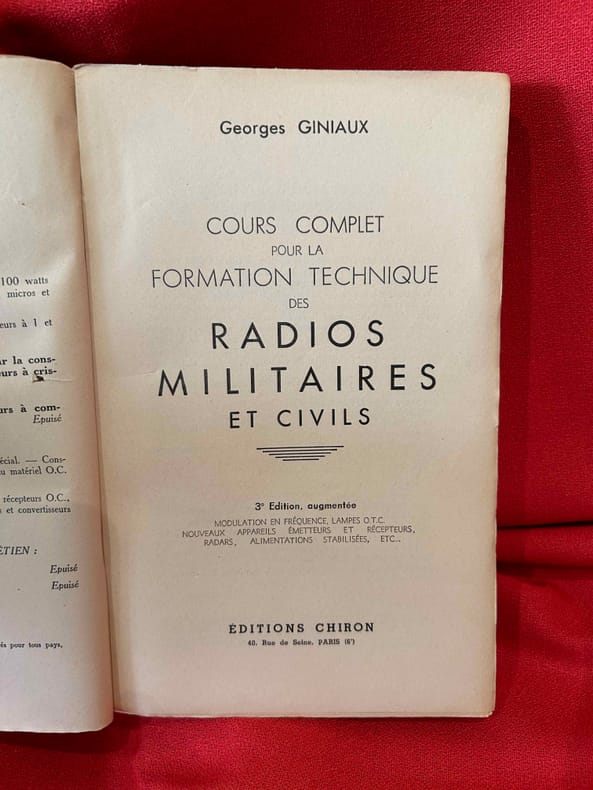 100 watts
micros et
eurs à 1 et
ar la cons-
eurs à cris-
urs à com-
Epuisé
écial. — Cons-
u matériel O.C.
récepteurs O.C.,
s et convertisseurs
ÉTIEN :
Epuisé
Epuisé
és pour tous pays,
Georges GINIAUX
COURS COMPLET
POUR LA
FORMATION TECHNIQUE
DES
RADIOS
MILITAIRES
ET CIVILS
3e Edition, augmentée
MODULATION EN FRÉQUENCE, LAMPES O.T.C.
NOUVEAUX APPAREILS ÉMETTEURS ET RÉCEPTEURS,
RADARS, ALIMENTATIONS STABILISÉES, ETC...
ÉDITIONS CHIRON
40, Rue de Seine, PARIS (6e)